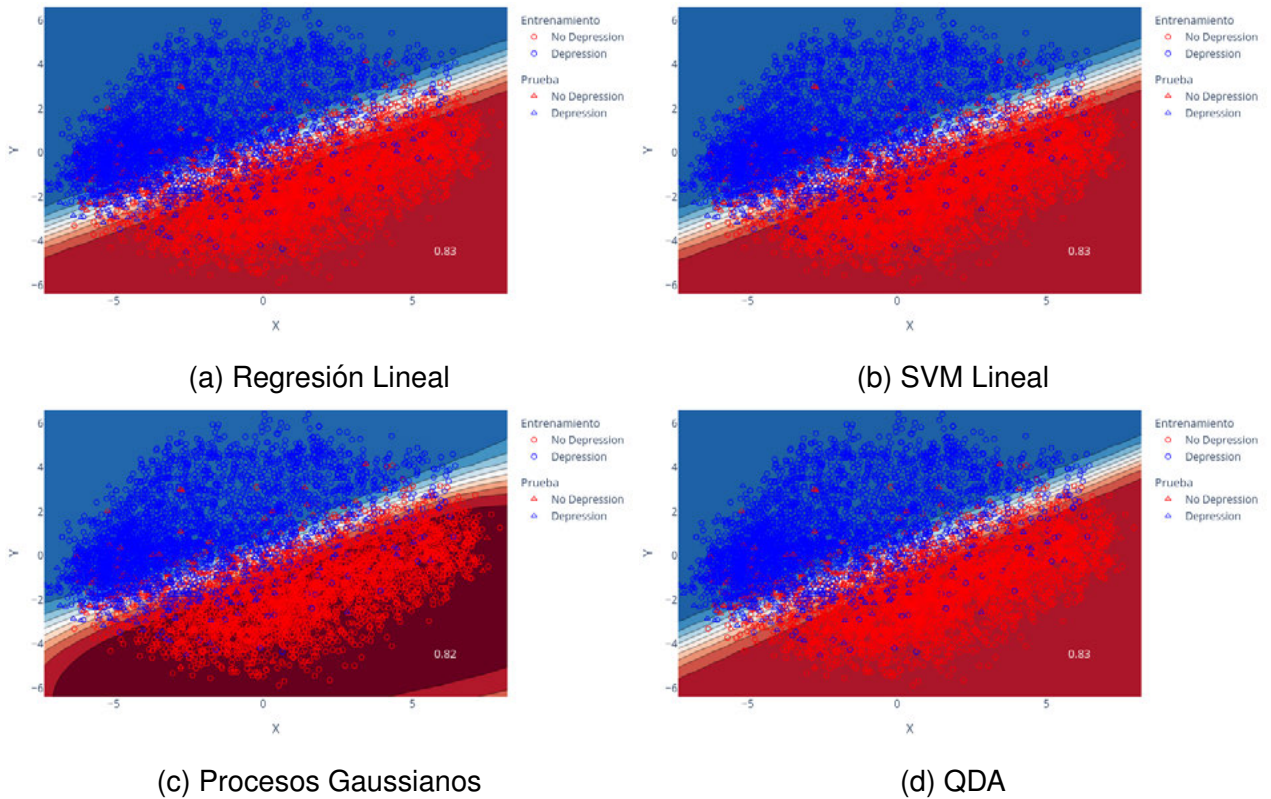 Entrenamiento
No Depression
Depression
Prueba
No Depression
Depression
6
4
2
0
−2
−4
−6
Y
−5
0
5
X
0.83
(a) Regresión Lineal
Entrenamiento
No Depression
Depression
Prueba
No Depression
Depression
6
4
2
0
−2
−4
−6
Y
−5
0
5
X
0.83
(b) SVM Lineal
Entrenamiento
No Depression
Depression
Prueba
No Depression
Depression
6
4
2
0
−2
−4
−6
Y
−5
0
5
X
0.82
(c) Procesos Gaussianos
Entrenamiento
No Depression
Depression
Prueba
No Depression
Depression
6
4
2
0
−2
−4
−6
Y
−5
0
5
X
0.83
(d) QDA